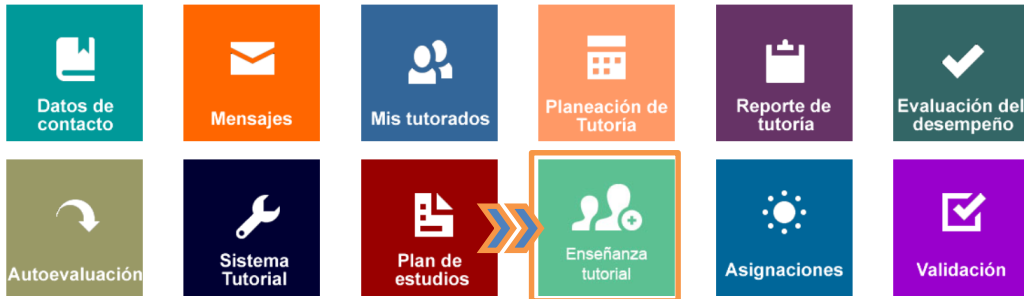 Datos de
contacto
Mensajes
Mis tutorados
Planeación de
Tutoría
Reporte de
tutoría
Evaluación del
desempeño
Autoevaluación
Sistema
Tutorial
Plan de
estudios
Enseñanza
tutorial
Asignaciones
Validación